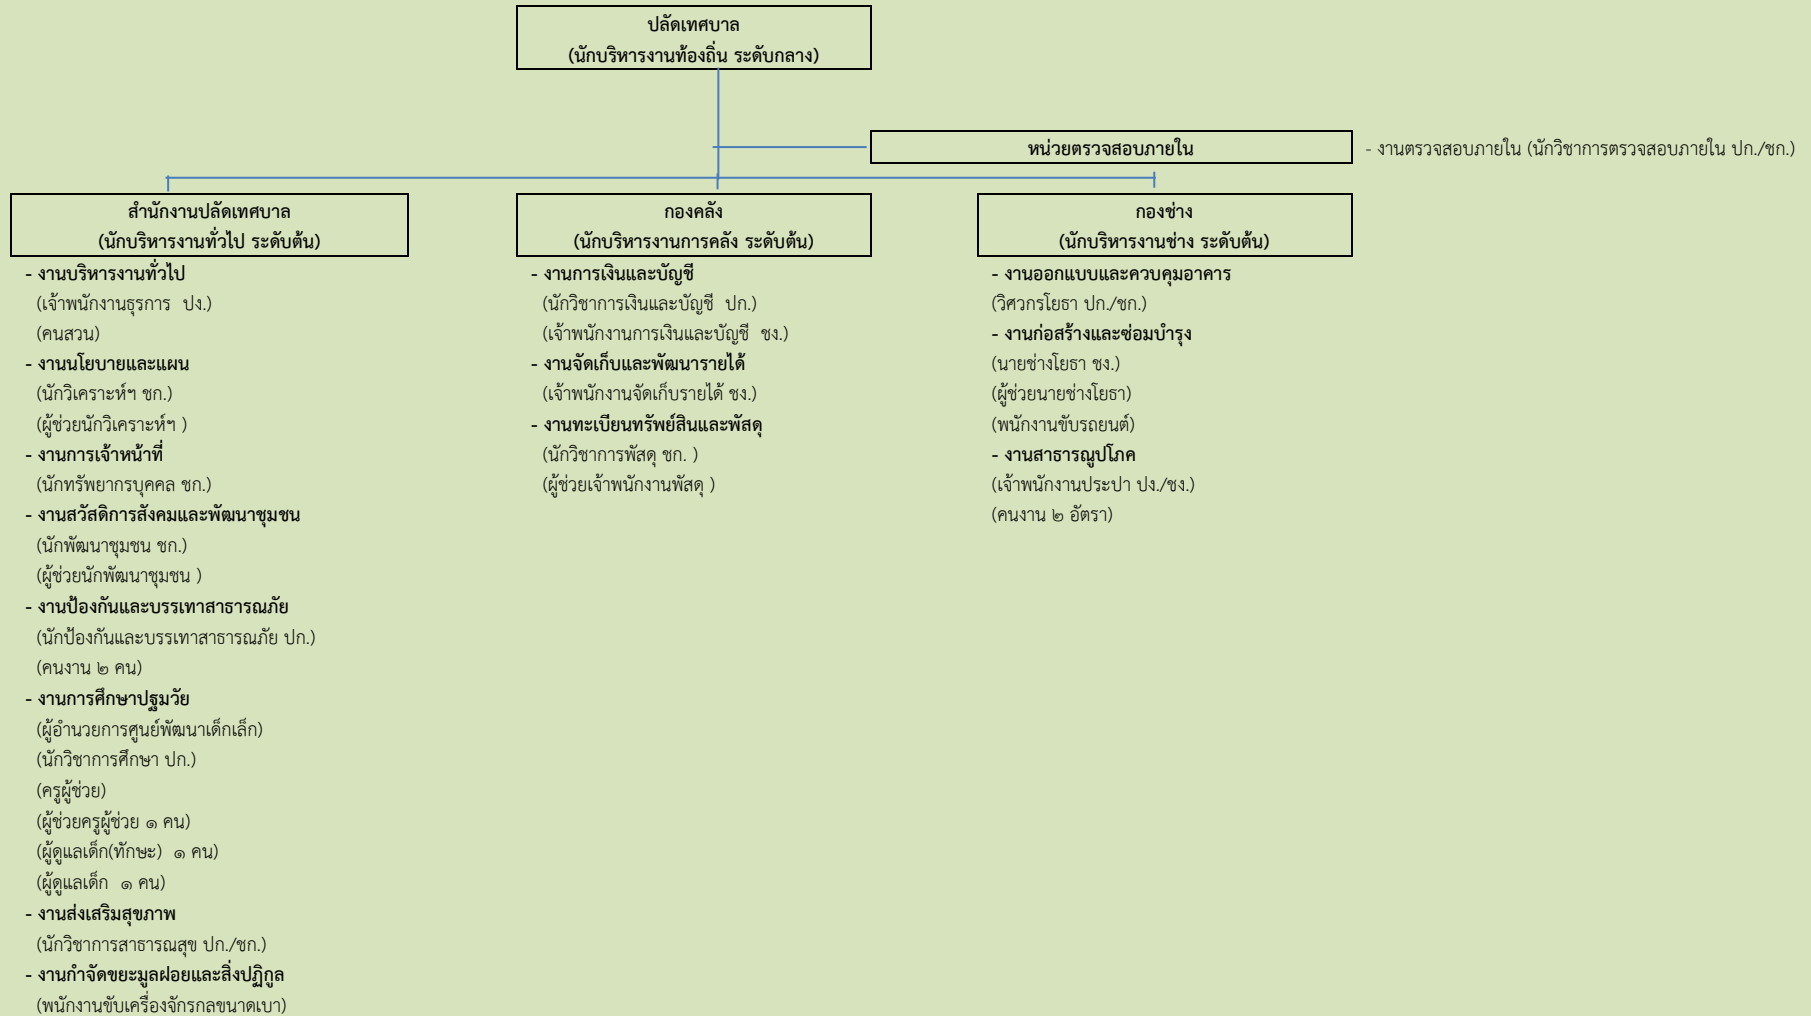 ปลัดเทศบาล
(นักบริหารงานท้องถิ่น ระดับกลาง)
หน่วยตรวจสอบภายใน
- งานตรวจสอบภายใน (นักวิชาการตรวจสอบภายใน ปก./ชก.)
สำนักงานปลัดเทศบาล
(นักบริหารงานทั่วไป ระดับต้น)
- งานบริหารงานทั่วไป
(เจ้าพนักงานธุรการ ปง.)
(คนสวน)
- งานนโยบายและแผน
(นักวิเคราะห์ฯ ชก.)
(ผู้ช่วยนักวิเคราะห์ฯ )
- งานการเจ้าหน้าที่
(นักทรัพยากรบุคคล ชก.)
- งานสวัสดิการสังคมและพัฒนาชุมชน
(นักพัฒนาชุมชน ชก.)
(ผู้ช่วยนักพัฒนาชุมชน )
- งานป้องกันและบรรเทาสาธารณภัย
(นักป้องกันและบรรเทาสาธารณภัย ปก.)
(คนงาน ๒ คน)
- งานการศึกษาปฐมวัย
(ผู้อำนวยการศูนย์พัฒนาเด็กเล็ก)
(นักวิชาการศึกษา ปก.)
(ครูผู้ช่วย)
(ผู้ช่วยครูผู้ช่วย ๑ คน)
(ผู้ดูแลเด็ก(ทักษะ) ๑ คน)
(ผู้ดูแลเด็ก ๑ คน)
- งานส่งเสริมสุขภาพ
(นักวิชาการสาธารณสุข ปก./ชก.)
- งานกำจัดขยะมูลฝอยและสิ่งปฏิกูล
(พนักงานขับเครื่องจักรกลขนาดเบา)
กองคลัง
(นักบริหารงานการคลัง ระดับต้น)
- งานการเงินและบัญชี
(นักวิชาการเงินและบัญชี ปก.)
(เจ้าพนักงานการเงินและบัญชี ชง.)
- งานจัดเก็บและพัฒนารายได้
(เจ้าพนักงานจัดเก็บรายได้ ชง.)
- งานทะเบียนทรัพย์สินและพัสดุ
(นักวิชาการพัสดุ ชก. )
(ผู้ช่วยเจ้าพนักงานพัสดุ )
กองช่าง
(นักบริหารงานช่าง ระดับต้น)
- งานออกแบบและควบคุมอาคาร
(วิศวกรโยธา ปก./ชก.)
- งานก่อสร้างและซ่อมบำรุง
(นายช่างโยธา ชง.)
(ผู้ช่วยนายช่างโยธา)
(พนักงานขับรถยนต์)
- งานสาธารณูปโภค
(เจ้าพนักงานประปา ปง./ชง.)
(คนงาน ๒ อัตรา)